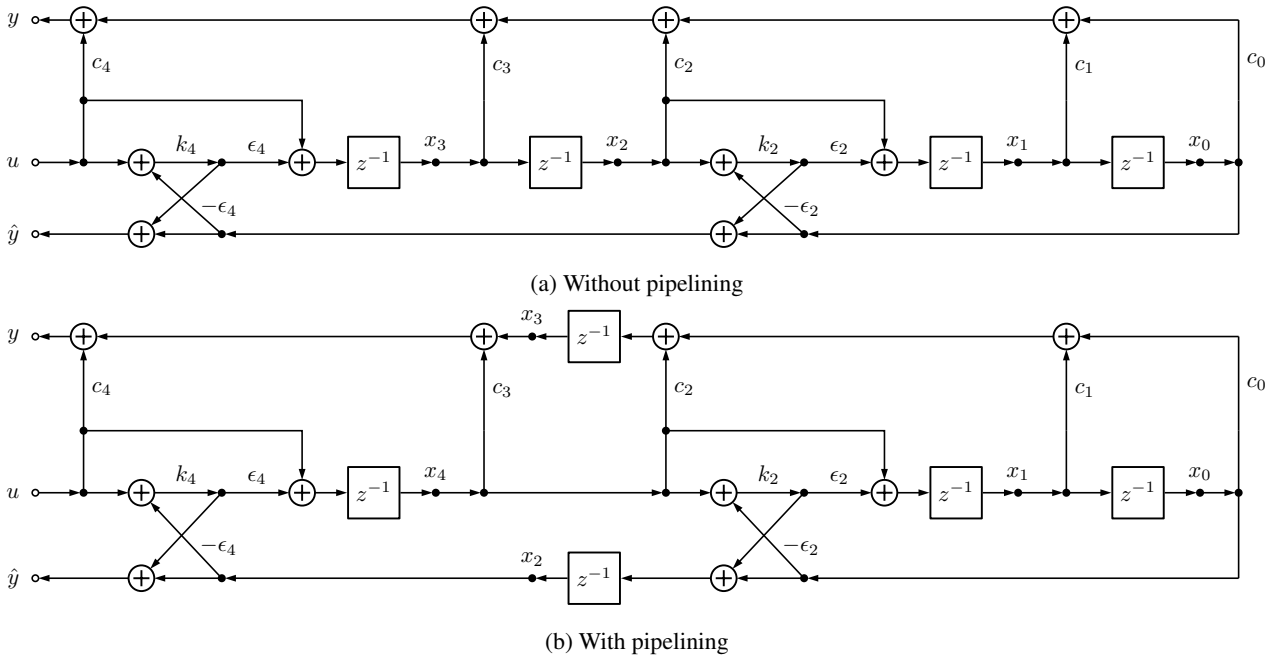 y
c₄ c₃ c₂ c₁ c₀
u k₄ ϵ₄ z⁻¹ x₃ z⁻¹ x₂ k₂ ϵ₂ z⁻¹ x₁ z⁻¹ x₀
−ϵ₄ −ϵ₂
ŷ
(a) Without pipelining
y x₃ z⁻¹
c₄ c₃ c₂ c₁ c₀
u k₄ ϵ₄ z⁻¹ x₄ k₂ ϵ₂ z⁻¹ x₁ z⁻¹ x₀
−ϵ₄ −ϵ₂
ŷ x₂ z⁻¹
(b) With pipelining